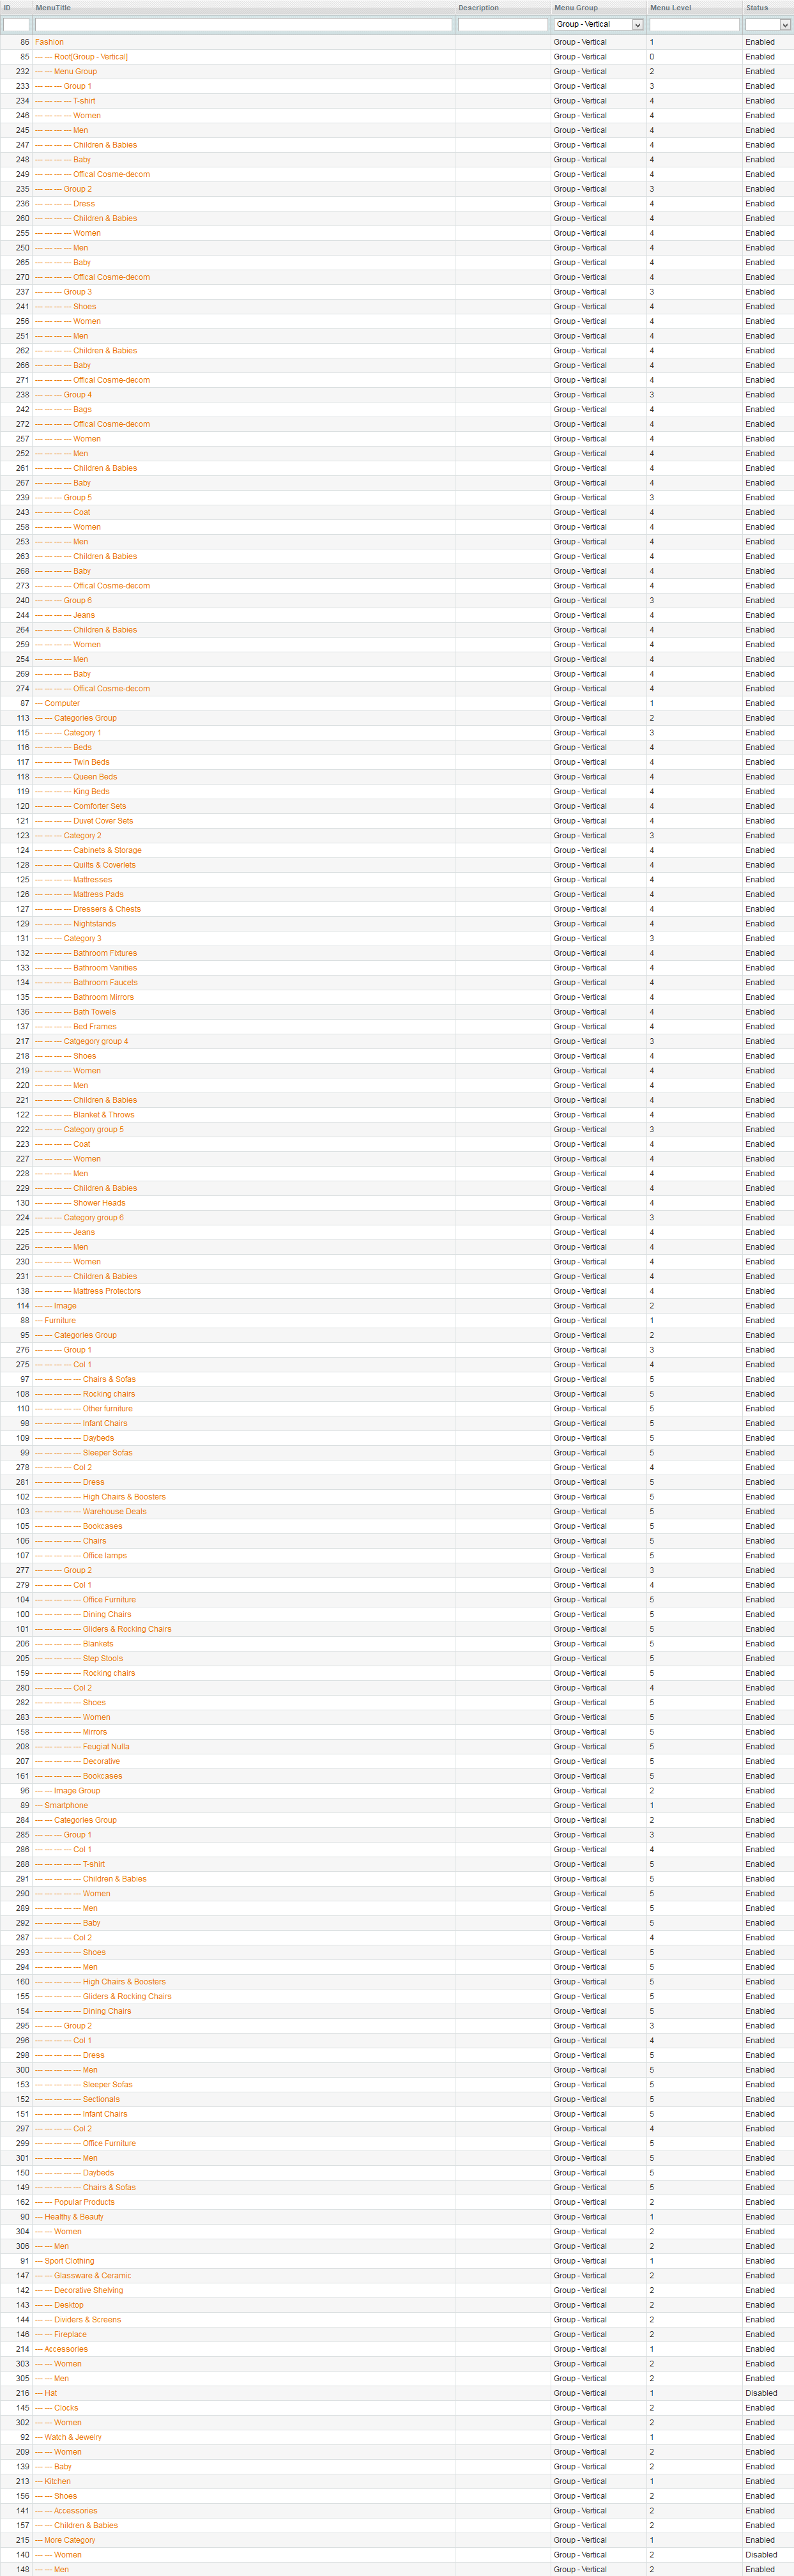 ID MenuTitle Description Menu Group Menu Level Status
Group - Vertical
86 Fashion Group - Vertical 1 Enabled
85 --- --- Root[Group - Vertical] Group - Vertical 0 Enabled
232 --- --- Menu Group Group - Vertical 2 Enabled
233 --- --- --- Group 1 Group - Vertical 3 Enabled
234 --- --- --- --- T-shirt Group - Vertical 4 Enabled
246 --- --- --- --- Women Group - Vertical 4 Enabled
245 --- --- --- --- Men Group - Vertical 4 Enabled
247 --- --- --- --- Children & Babies Group - Vertical 4 Enabled
248 --- --- --- --- Baby Group - Vertical 4 Enabled
249 --- --- --- --- Offical Cosme-decorn Group - Vertical 4 Enabled
235 --- --- --- Group 2 Group - Vertical 3 Enabled
236 --- --- --- --- Dress Group - Vertical 4 Enabled
260 --- --- --- --- Children & Babies Group - Vertical 4 Enabled
255 --- --- --- --- Women Group - Vertical 4 Enabled
250 --- --- --- --- Men Group - Vertical 4 Enabled
265 --- --- --- --- Baby Group - Vertical 4 Enabled
270 --- --- --- --- Offical Cosme-decorn Group - Vertical 4 Enabled
237 --- --- --- Group 3 Group - Vertical 3 Enabled
241 --- --- --- --- Shoes Group - Vertical 4 Enabled
256 --- --- --- --- Women Group - Vertical 4 Enabled
251 --- --- --- --- Men Group - Vertical 4 Enabled
262 --- --- --- --- Children & Babies Group - Vertical 4 Enabled
266 --- --- --- --- Baby Group - Vertical 4 Enabled
271 --- --- --- --- Offical Cosme-decorn Group - Vertical 4 Enabled
238 --- --- --- Group 4 Group - Vertical 3 Enabled
242 --- --- --- --- Bags Group - Vertical 4 Enabled
272 --- --- --- --- Offical Cosme-decorn Group - Vertical 4 Enabled
257 --- --- --- --- Women Group - Vertical 4 Enabled
252 --- --- --- --- Men Group - Vertical 4 Enabled
261 --- --- --- --- Children & Babies Group - Vertical 4 Enabled
267 --- --- --- --- Baby Group - Vertical 4 Enabled
239 --- --- --- Group 5 Group - Vertical 3 Enabled
243 --- --- --- --- Coat Group - Vertical 4 Enabled
258 --- --- --- --- Women Group - Vertical 4 Enabled
253 --- --- --- --- Men Group - Vertical 4 Enabled
263 --- --- --- --- Children & Babies Group - Vertical 4 Enabled
268 --- --- --- --- Baby Group - Vertical 4 Enabled
273 --- --- --- --- Offical Cosme-decorn Group - Vertical 4 Enabled
240 --- --- --- Group 6 Group - Vertical 3 Enabled
244 --- --- --- --- Jeans Group - Vertical 4 Enabled
264 --- --- --- --- Children & Babies Group - Vertical 4 Enabled
259 --- --- --- --- Women Group - Vertical 4 Enabled
254 --- --- --- --- Men Group - Vertical 4 Enabled
269 --- --- --- --- Baby Group - Vertical 4 Enabled
274 --- --- --- --- Offical Cosme-decorn Group - Vertical 4 Enabled
87 --- Computer Group - Vertical 1 Enabled
113 --- --- Categories Group Group - Vertical 2 Enabled
115 --- --- --- Category 1 Group - Vertical 3 Enabled
116 --- --- --- --- Beds Group - Vertical 4 Enabled
117 --- --- --- --- Twin Beds Group - Vertical 4 Enabled
118 --- --- --- --- Queen Beds Group - Vertical 4 Enabled
119 --- --- --- --- King Beds Group - Vertical 4 Enabled
120 --- --- --- --- Comforter Sets Group - Vertical 4 Enabled
121 --- --- --- --- Duvet Cover Sets Group - Vertical 4 Enabled
123 --- --- --- Category 2 Group - Vertical 3 Enabled
124 --- --- --- --- Cabinets & Storage Group - Vertical 4 Enabled
128 --- --- --- --- Quilts & Coverlets Group - Vertical 4 Enabled
125 --- --- --- --- Mattresses Group - Vertical 4 Enabled
126 --- --- --- --- Mattress Pads Group - Vertical 4 Enabled
127 --- --- --- --- Dressers & Chests Group - Vertical 4 Enabled
129 --- --- --- --- Nightstands Group - Vertical 4 Enabled
131 --- --- --- Category 3 Group - Vertical 3 Enabled
132 --- --- --- --- Bathroom Fixtures Group - Vertical 4 Enabled
133 --- --- --- --- Bathroom Vanities Group - Vertical 4 Enabled
134 --- --- --- --- Bathroom Faucets Group - Vertical 4 Enabled
135 --- --- --- --- Bathroom Mirrors Group - Vertical 4 Enabled
136 --- --- --- --- Bath Towels Group - Vertical 4 Enabled
137 --- --- --- --- Bed Frames Group - Vertical 4 Enabled
217 --- --- --- Catgegory group 4 Group - Vertical 3 Enabled
218 --- --- --- --- Shoes Group - Vertical 4 Enabled
219 --- --- --- --- Women Group - Vertical 4 Enabled
220 --- --- --- --- Men Group - Vertical 4 Enabled
221 --- --- --- --- Children & Babies Group - Vertical 4 Enabled
122 --- --- --- --- Blanket & Throws Group - Vertical 4 Enabled
222 --- --- --- Category group 5 Group - Vertical 3 Enabled
223 --- --- --- --- Coat Group - Vertical 4 Enabled
227 --- --- --- --- Women Group - Vertical 4 Enabled
228 --- --- --- --- Men Group - Vertical 4 Enabled
229 --- --- --- --- Children & Babies Group - Vertical 4 Enabled
130 --- --- --- --- Shower Heads Group - Vertical 4 Enabled
224 --- --- --- Category group 6 Group - Vertical 3 Enabled
225 --- --- --- --- Jeans Group - Vertical 4 Enabled
226 --- --- --- --- Men Group - Vertical 4 Enabled
230 --- --- --- --- Women Group - Vertical 4 Enabled
231 --- --- --- --- Children & Babies Group - Vertical 4 Enabled
138 --- --- --- --- Mattress Protectors Group - Vertical 4 Enabled
114 --- --- Image Group - Vertical 2 Enabled
88 --- Furniture Group - Vertical 1 Enabled
95 --- --- Categories Group Group - Vertical 2 Enabled
276 --- --- --- Group 1 Group - Vertical 3 Enabled
275 --- --- --- --- Col 1 Group - Vertical 4 Enabled
97 --- --- --- --- --- Chairs & Sofas Group - Vertical 5 Enabled
108 --- --- --- --- --- Rocking chairs Group - Vertical 5 Enabled
110 --- --- --- --- --- Other furniture Group - Vertical 5 Enabled
98 --- --- --- --- --- Infant Chairs Group - Vertical 5 Enabled
109 --- --- --- --- --- Daybeds Group - Vertical 5 Enabled
99 --- --- --- --- --- Sleeper Sofas Group - Vertical 5 Enabled
278 --- --- --- --- Col 2 Group - Vertical 4 Enabled
281 --- --- --- --- --- Dress Group - Vertical 5 Enabled
102 --- --- --- --- --- High Chairs & Boosters Group - Vertical 5 Enabled
103 --- --- --- --- --- Warehouse Deals Group - Vertical 5 Enabled
105 --- --- --- --- --- Bookcases Group - Vertical 5 Enabled
106 --- --- --- --- --- Chairs Group - Vertical 5 Enabled
107 --- --- --- --- --- Office lamps Group - Vertical 5 Enabled
277 --- --- --- Group 2 Group - Vertical 3 Enabled
279 --- --- --- --- Col 1 Group - Vertical 4 Enabled
104 --- --- --- --- --- Office Furniture Group - Vertical 5 Enabled
100 --- --- --- --- --- Dining Chairs Group - Vertical 5 Enabled
101 --- --- --- --- --- Gliders & Rocking Chairs Group - Vertical 5 Enabled
206 --- --- --- --- --- Blankets Group - Vertical 5 Enabled
205 --- --- --- --- --- Step Stools Group - Vertical 5 Enabled
159 --- --- --- --- --- Rocking chairs Group - Vertical 5 Enabled
280 --- --- --- --- Col 2 Group - Vertical 4 Enabled
282 --- --- --- --- --- Shoes Group - Vertical 5 Enabled
283 --- --- --- --- --- Women Group - Vertical 5 Enabled
158 --- --- --- --- --- Mirrors Group - Vertical 5 Enabled
208 --- --- --- --- --- Feugiat Nulla Group - Vertical 5 Enabled
207 --- --- --- --- --- Decorative Group - Vertical 5 Enabled
161 --- --- --- --- --- Bookcases Group - Vertical 5 Enabled
96 --- --- Image Group Group - Vertical 2 Enabled
89 --- Smartphone Group - Vertical 1 Enabled
284 --- --- Categories Group Group - Vertical 2 Enabled
285 --- --- --- Group 1 Group - Vertical 3 Enabled
286 --- --- --- --- Col 1 Group - Vertical 4 Enabled
288 --- --- --- --- --- T-shirt Group - Vertical 5 Enabled
291 --- --- --- --- --- Children & Babies Group - Vertical 5 Enabled
290 --- --- --- --- --- Women Group - Vertical 5 Enabled
289 --- --- --- --- --- Men Group - Vertical 5 Enabled
292 --- --- --- --- --- Baby Group - Vertical 5 Enabled
287 --- --- --- --- Col 2 Group - Vertical 4 Enabled
293 --- --- --- --- --- Shoes Group - Vertical 5 Enabled
294 --- --- --- --- --- Men Group - Vertical 5 Enabled
160 --- --- --- --- --- High Chairs & Boosters Group - Vertical 5 Enabled
155 --- --- --- --- --- Gliders & Rocking Chairs Group - Vertical 5 Enabled
154 --- --- --- --- --- Dining Chairs Group - Vertical 5 Enabled
295 --- --- --- Group 2 Group - Vertical 3 Enabled
296 --- --- --- --- Col 1 Group - Vertical 4 Enabled
298 --- --- --- --- --- Dress Group - Vertical 5 Enabled
300 --- --- --- --- --- Men Group - Vertical 5 Enabled
153 --- --- --- --- --- Sleeper Sofas Group - Vertical 5 Enabled
152 --- --- --- --- --- Sectionals Group - Vertical 5 Enabled
151 --- --- --- --- --- Infant Chairs Group - Vertical 5 Enabled
297 --- --- --- --- Col 2 Group - Vertical 4 Enabled
299 --- --- --- --- --- Office Furniture Group - Vertical 5 Enabled
301 --- --- --- --- --- Men Group - Vertical 5 Enabled
150 --- --- --- --- --- Daybeds Group - Vertical 5 Enabled
149 --- --- --- --- --- Chairs & Sofas Group - Vertical 5 Enabled
162 --- --- Popular Products Group - Vertical 2 Enabled
90 --- Healthy & Beauty Group - Vertical 1 Enabled
304 --- --- Women Group - Vertical 2 Enabled
306 --- --- Men Group - Vertical 2 Enabled
91 --- Sport Clothing Group - Vertical 1 Enabled
147 --- --- Glassware & Ceramic Group - Vertical 2 Enabled
142 --- --- Decorative Shelving Group - Vertical 2 Enabled
143 --- --- Desktop Group - Vertical 2 Enabled
144 --- --- Dividers & Screens Group - Vertical 2 Enabled
146 --- --- Fireplace Group - Vertical 2 Enabled
214 --- Accessories Group - Vertical 1 Enabled
303 --- --- Women Group - Vertical 2 Enabled
305 --- --- Men Group - Vertical 2 Enabled
216 --- Hat Group - Vertical 1 Disabled
145 --- --- Clocks Group - Vertical 2 Enabled
302 --- --- Women Group - Vertical 2 Enabled
92 --- Watch & Jewelry Group - Vertical 1 Enabled
209 --- --- Women Group - Vertical 2 Enabled
139 --- --- Baby Group - Vertical 2 Enabled
213 --- Kitchen Group - Vertical 1 Enabled
156 --- --- Shoes Group - Vertical 2 Enabled
141 --- --- Accessories Group - Vertical 2 Enabled
157 --- --- Children & Babies Group - Vertical 2 Enabled
215 --- More Category Group - Vertical 1 Enabled
140 --- --- Women Group - Vertical 2 Disabled
148 --- --- Men Group - Vertical 2 Enabled